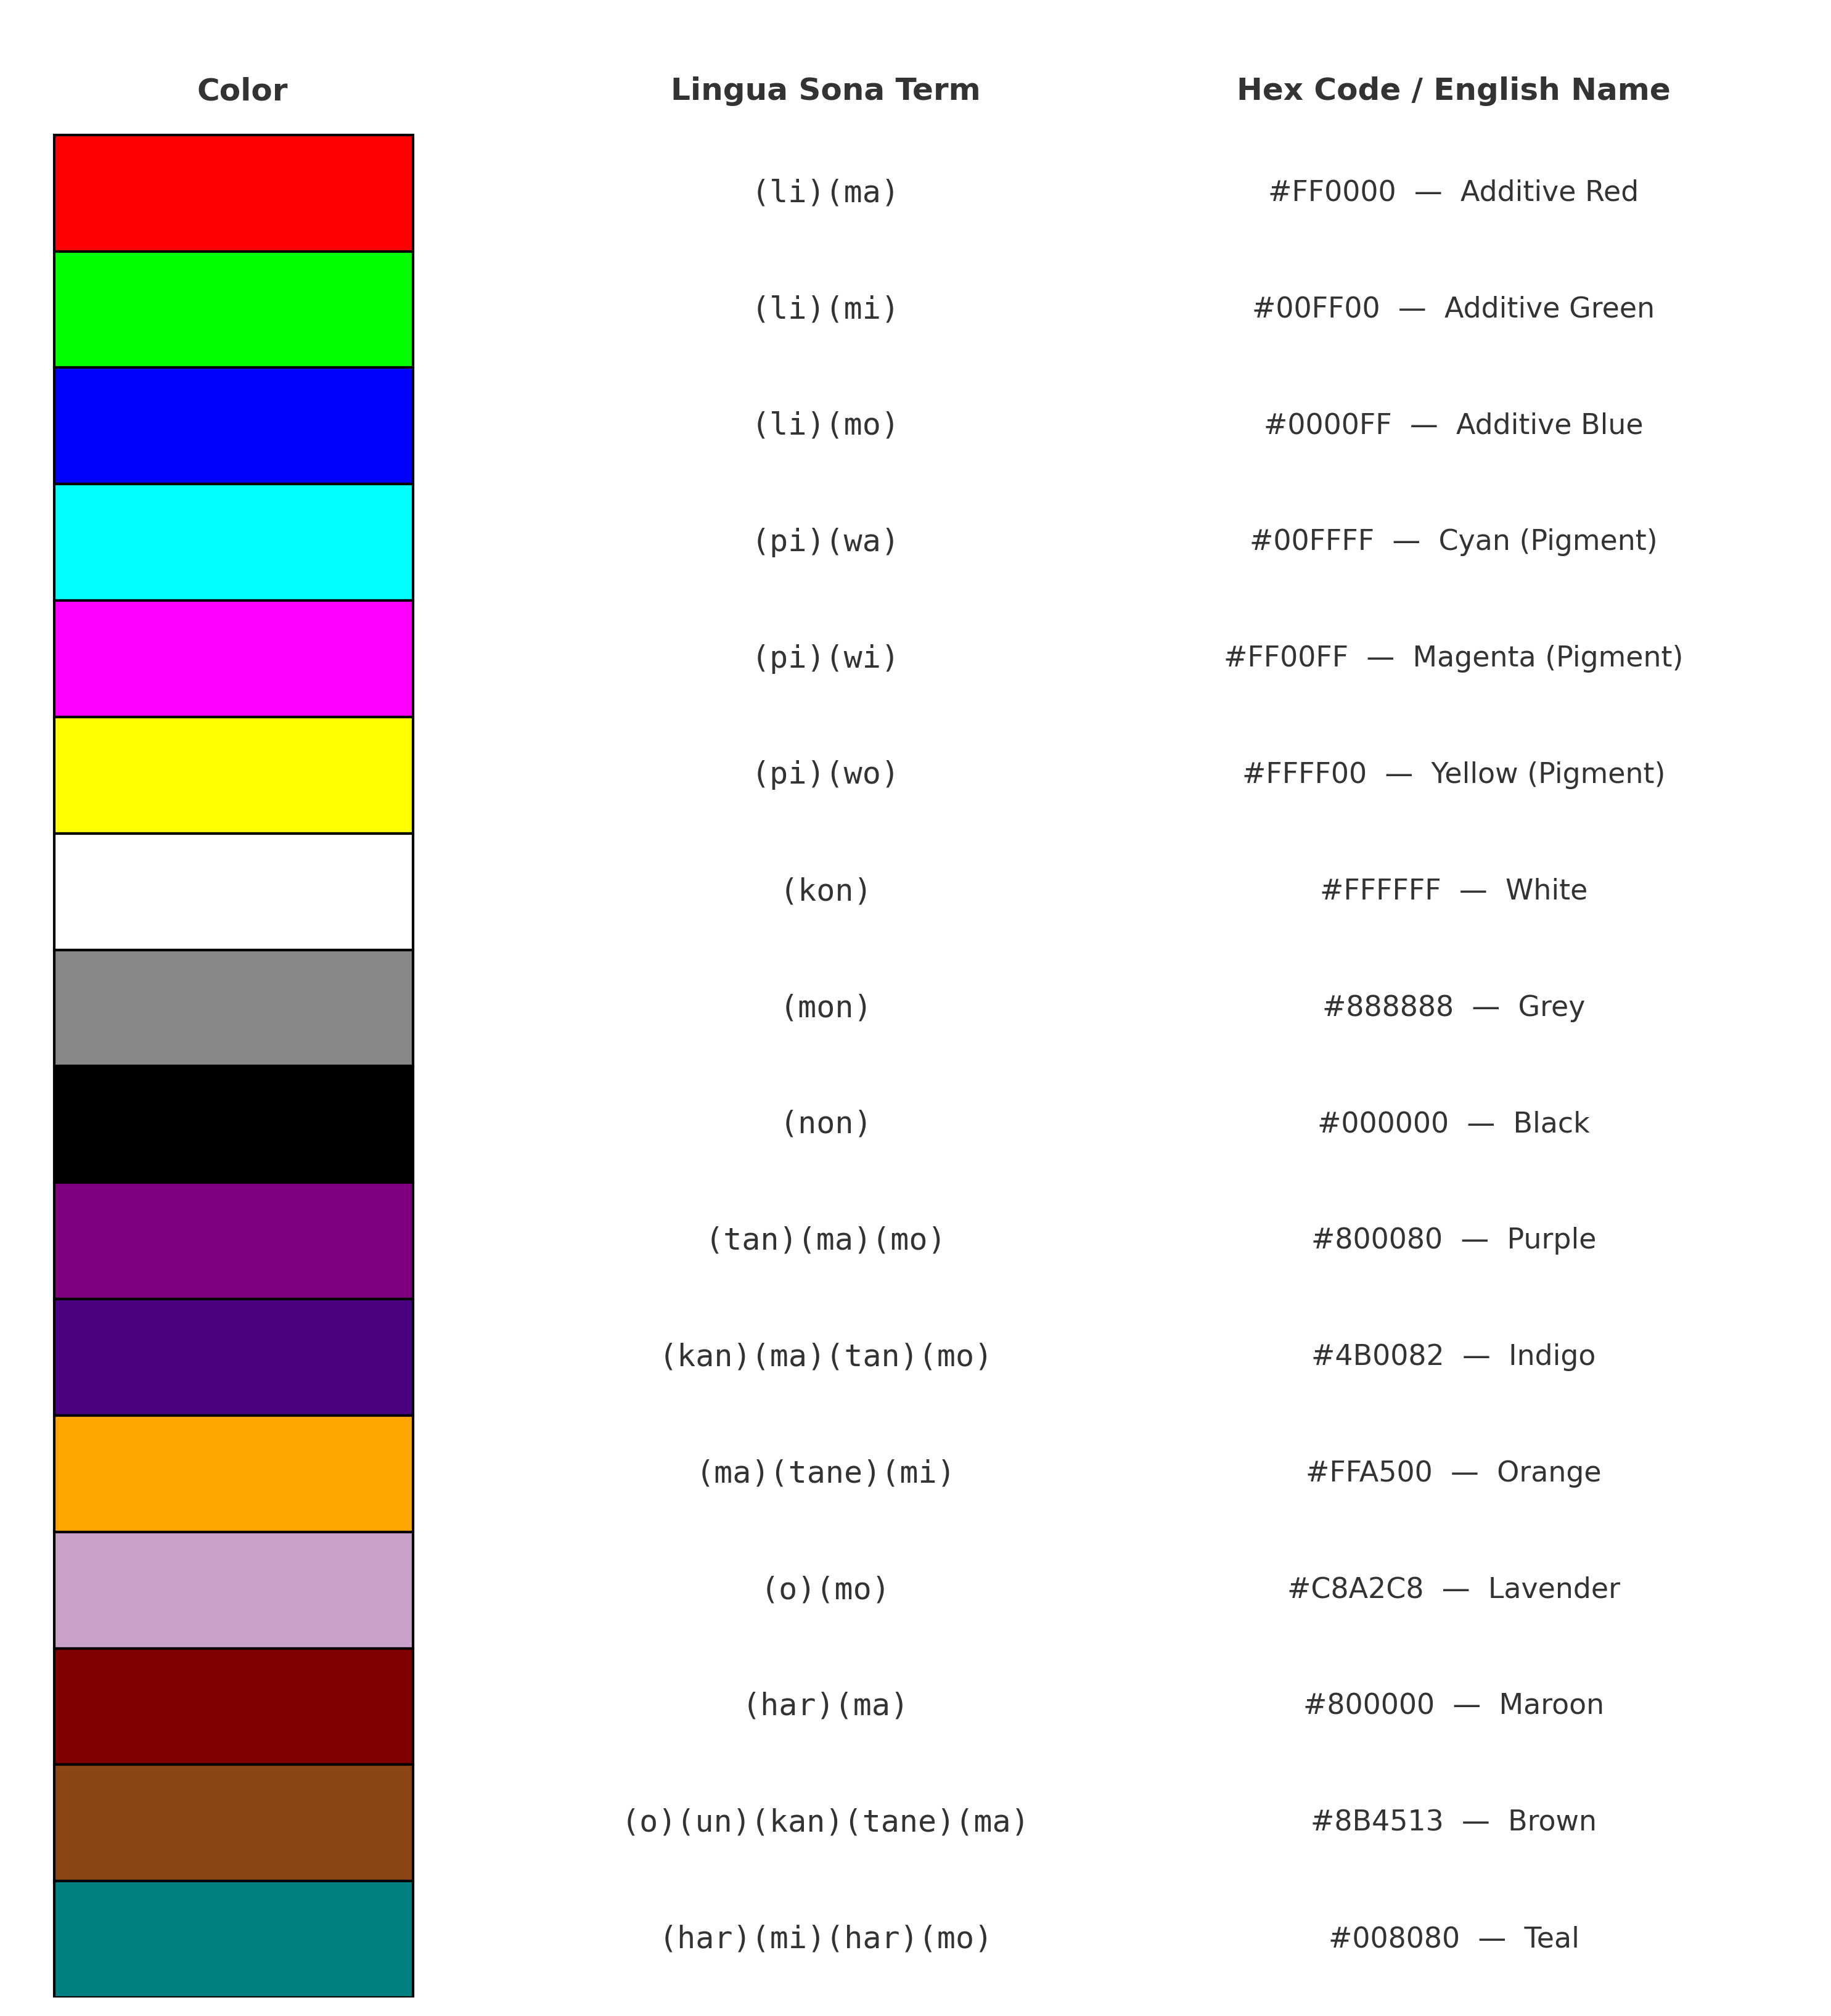 Color Lingua Sona Term Hex Code / English Name
(li)(ma) #FF0000 — Additive Red
(li)(mi) #00FF00 — Additive Green
(li)(mo) #0000FF — Additive Blue
(pi)(wa) #00FFFF — Cyan (Pigment)
(pi)(wi) #FF00FF — Magenta (Pigment)
(pi)(wo) #FFFF00 — Yellow (Pigment)
(kon) #FFFFFF — White
(mon) #888888 — Grey
(non) #000000 — Black
(tan)(ma)(mo) #800080 — Purple
(kan)(ma)(tan)(mo) #4B0082 — Indigo
(ma)(tane)(mi) #FFA500 — Orange
(o)(mo) #C8A2C8 — Lavender
(har)(ma) #800000 — Maroon
(o)(un)(kan)(tane)(ma) #8B4513 — Brown
(har)(mi)(har)(mo) #008080 — Teal